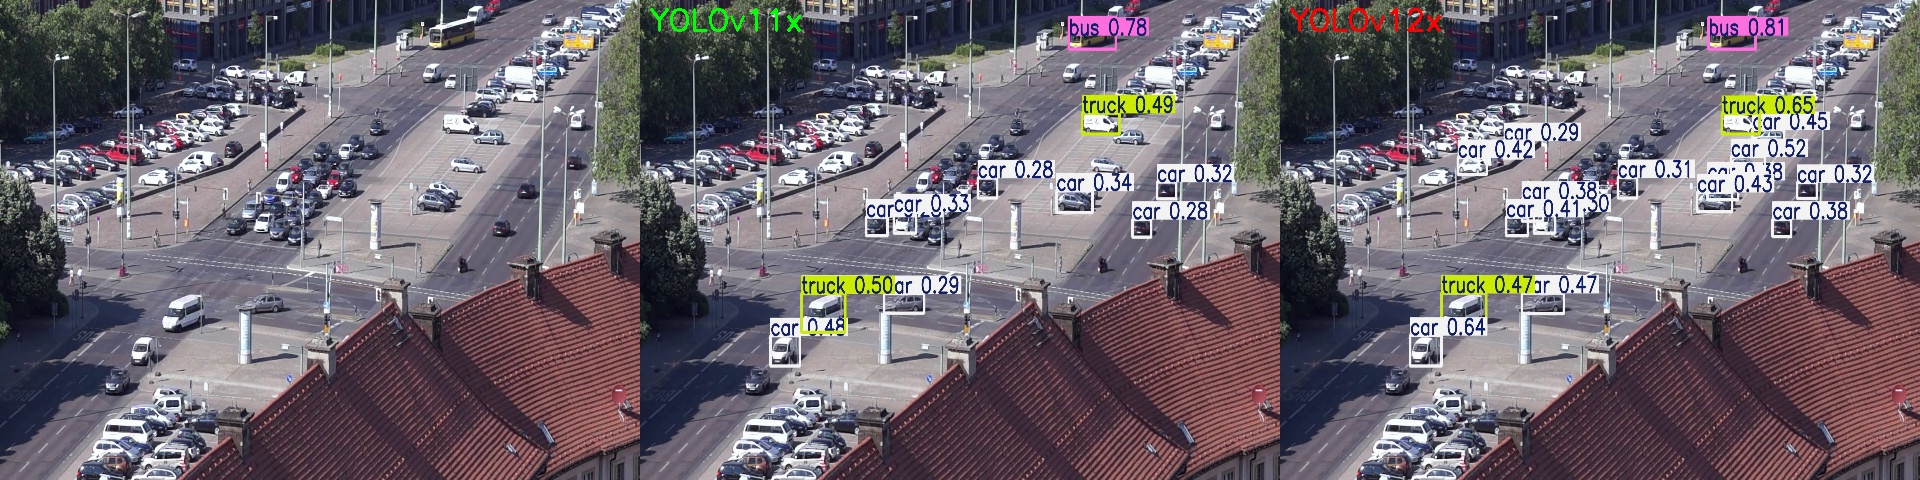 YOLOv11x
bus 0.78
truck 0.49
car 0.28
car 0.34
car 0.32
car
car 0.33
car 0.28
truck 0.50
ar 0.29
car 0.48
YOLOv12x
bus 0.81
truck 0.65
car 0.45
car 0.29
car 0.42
car 0.52
car 0.31
car 0.43
car 0.32
car 0.38
car 0.41
.30
car 0.38
truck 0.47
ar 0.47
car 0.64